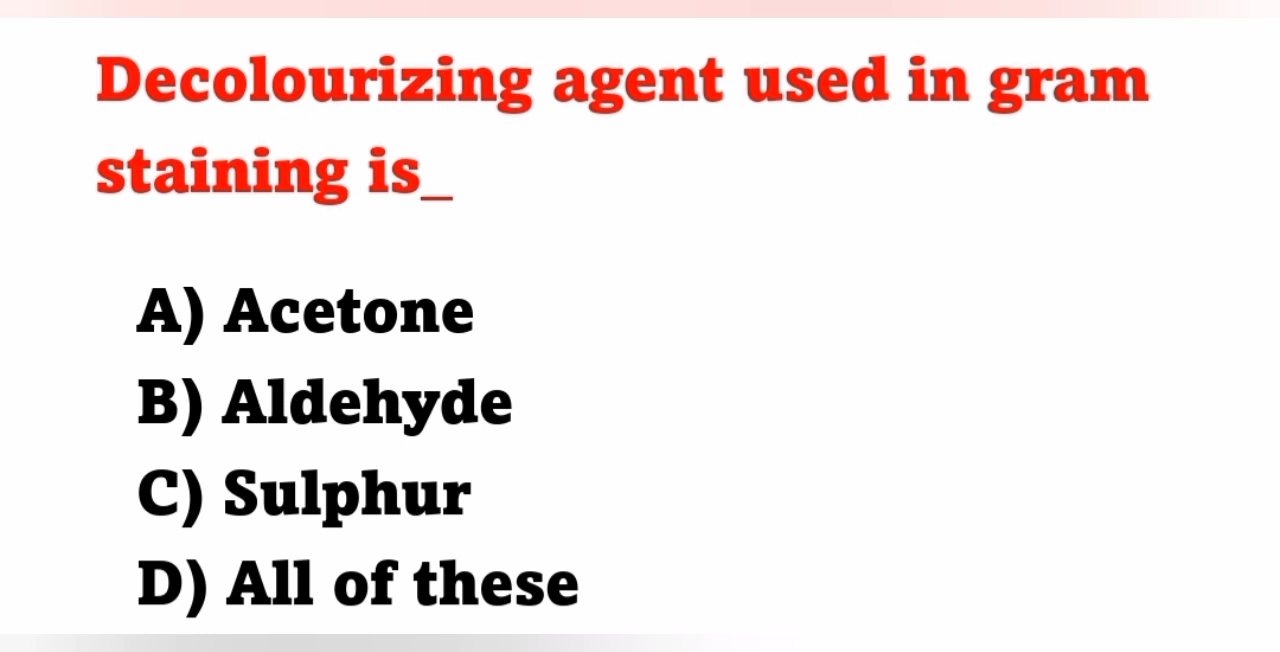 Decolourizing agent used in gram
staining is_
A) Acetone
B) Aldehyde
C) Sulphur
D) All of these